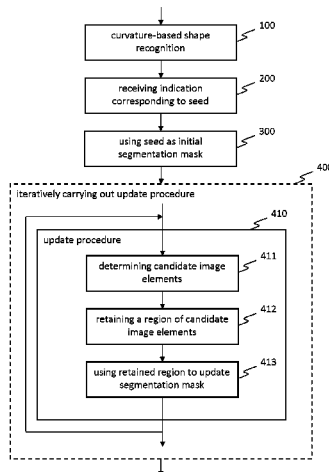 100
curvature-based shape
recognition
200
receiving indication
corresponding to seed
300
using seed as initial
segmentation mask
400
iteratively carrying out update procedure
410
update procedure
411
determining candidate image
elements
412
retaining a region of candidate
image elements
413
using retained region to update
segmentation mask